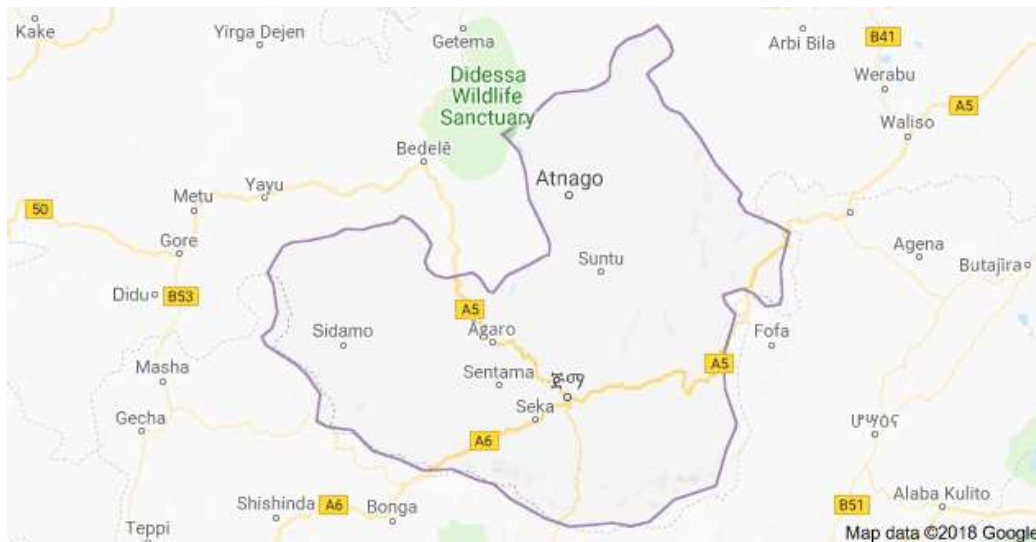 Kake
Yirga Dejen
Getema
Arbi Bila
B41
Didessa
Wildlife
Sanctuary
Werabu
A5
Waliso
Bedelē
Atnago
Metu
Yayu
50
Gore
Suntu
Agena
Butajīra
Didu
B53
A5
Sidamo
Agaro
Fofa
A5
Masha
Sentama
ጅማ
Gecha
Seka
A6
ሆሣዕና
Shishinda
A6
Bonga
B51
Alaba Kulito
Teppi
Map data ©2018 Google